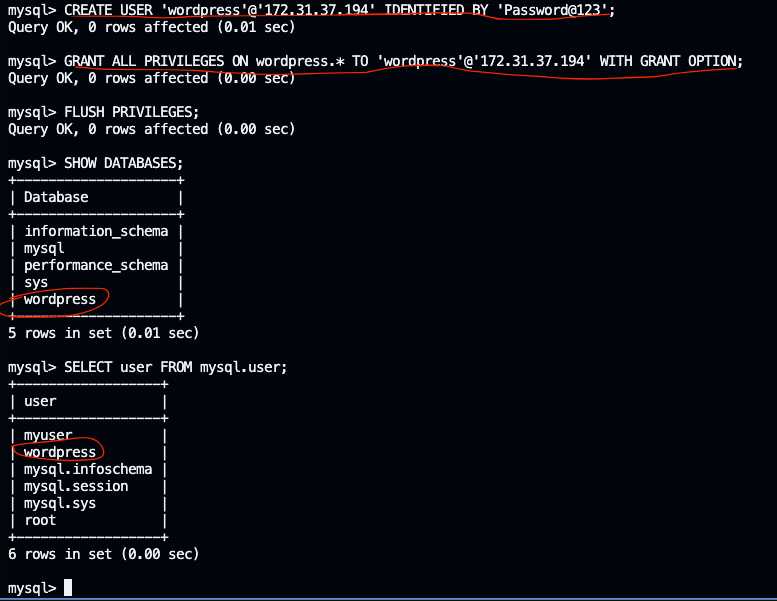 mysql> CREATE USER 'wordpress'@'172.31.37.194' IDENTIFIED BY 'Password@123';
Query OK, 0 rows affected (0.01 sec)
mysql> GRANT ALL PRIVILEGES ON wordpress.* TO 'wordpress'@'172.31.37.194' WITH GRANT OPTION;
Query OK, 0 rows affected (0.00 sec)
mysql> FLUSH PRIVILEGES;
Query OK, 0 rows affected (0.00 sec)
mysql> SHOW DATABASES;
+--------------------+
| Database           |
+--------------------+
| information_schema |
| mysql              |
| performance_schema |
| sys                |
| wordpress          |
+--------------------+
5 rows in set (0.01 sec)
mysql> SELECT user FROM mysql.user;
+------------------+
| user             |
+------------------+
| myuser           |
| wordpress        |
| mysql.infoschema |
| mysql.session    |
| mysql.sys        |
| root             |
+------------------+
6 rows in set (0.00 sec)
mysql>